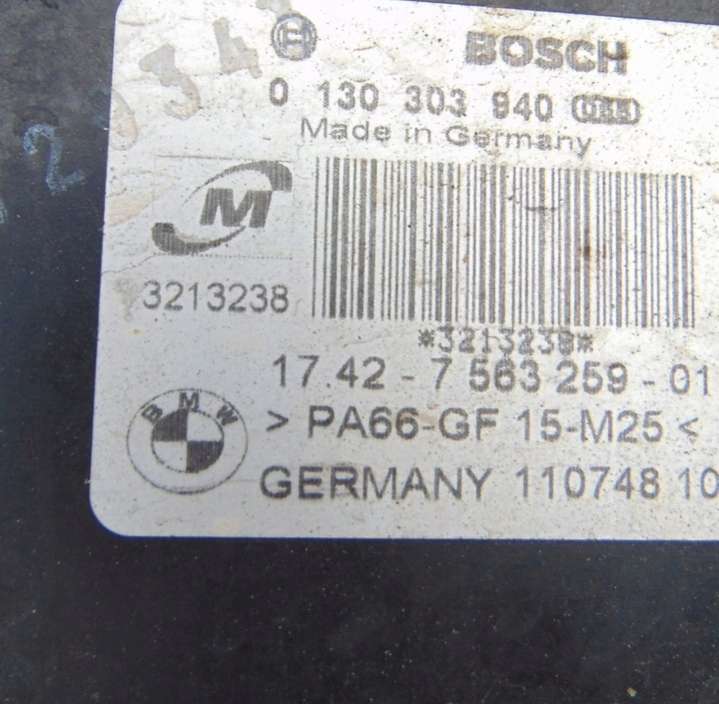 BOSCH
0 130 303 940
Made in Germany
M
3213238
*3213238*
17.42 - 7 563 259 - 01
BMW
> PA66-GF 15-M25 <
GERMANY 110748 10